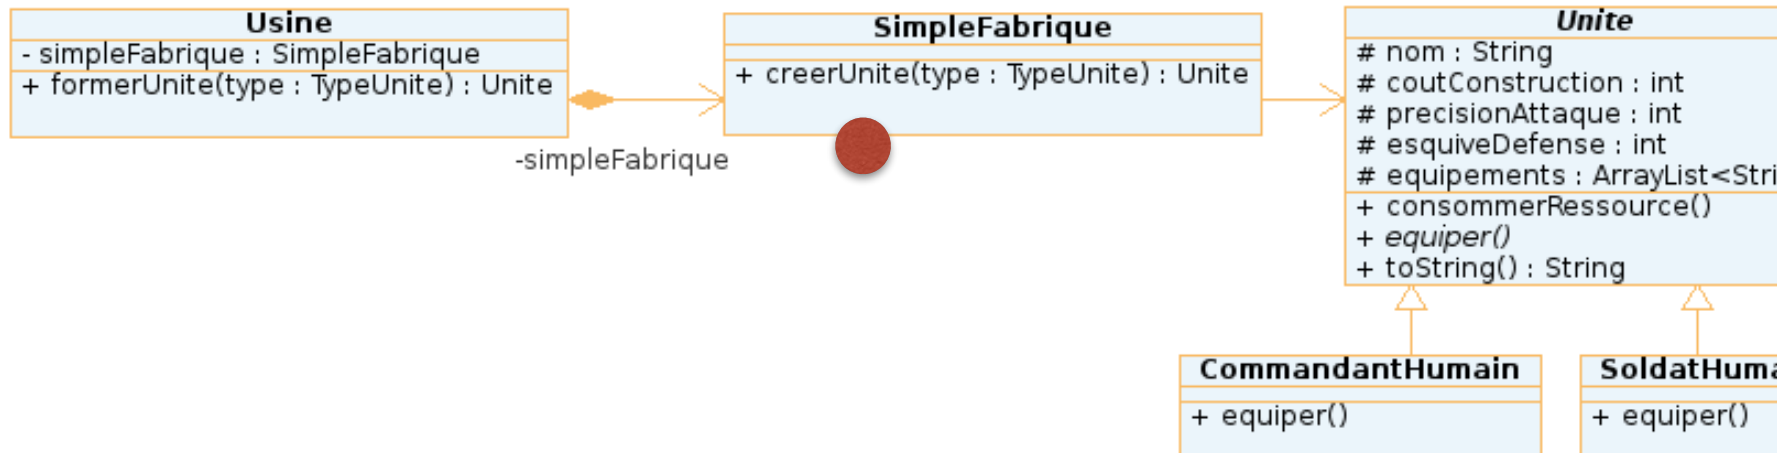 Usine
- simpleFabrique : SimpleFabrique
+ formerUnite(type : TypeUnite) : Unite
-simpleFabrique
SimpleFabrique
+ creerUnite(type : TypeUnite) : Unite
Unite
# nom : String
# coutConstruction : int
# precisionAttaque : int
# esquiveDefense : int
# equipements : ArrayList<Stri
+ consommerRessource()
+ equiper()
+ toString() : String
CommandantHumain
+ equiper()
SoldatHuma
+ equiper()